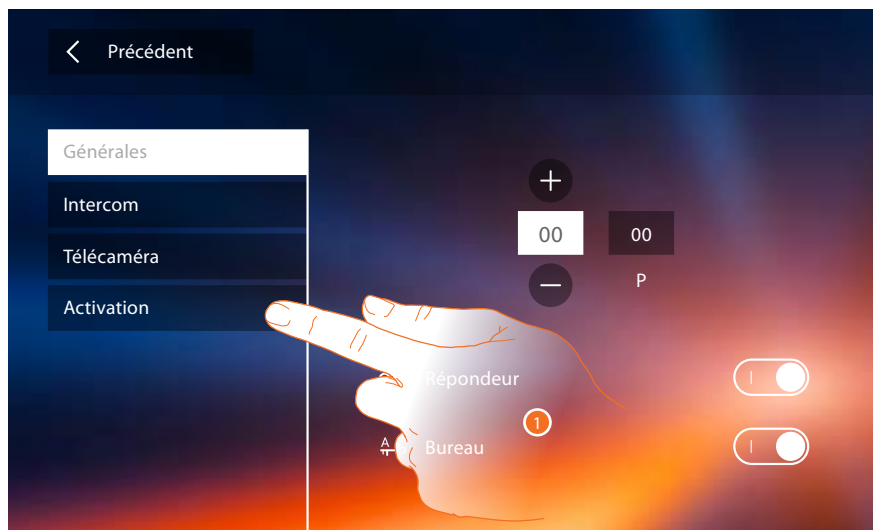 Précédent
Générales
Intercom
Télécaméra
Activation
00 00
P
Répondeur
1
A Bureau